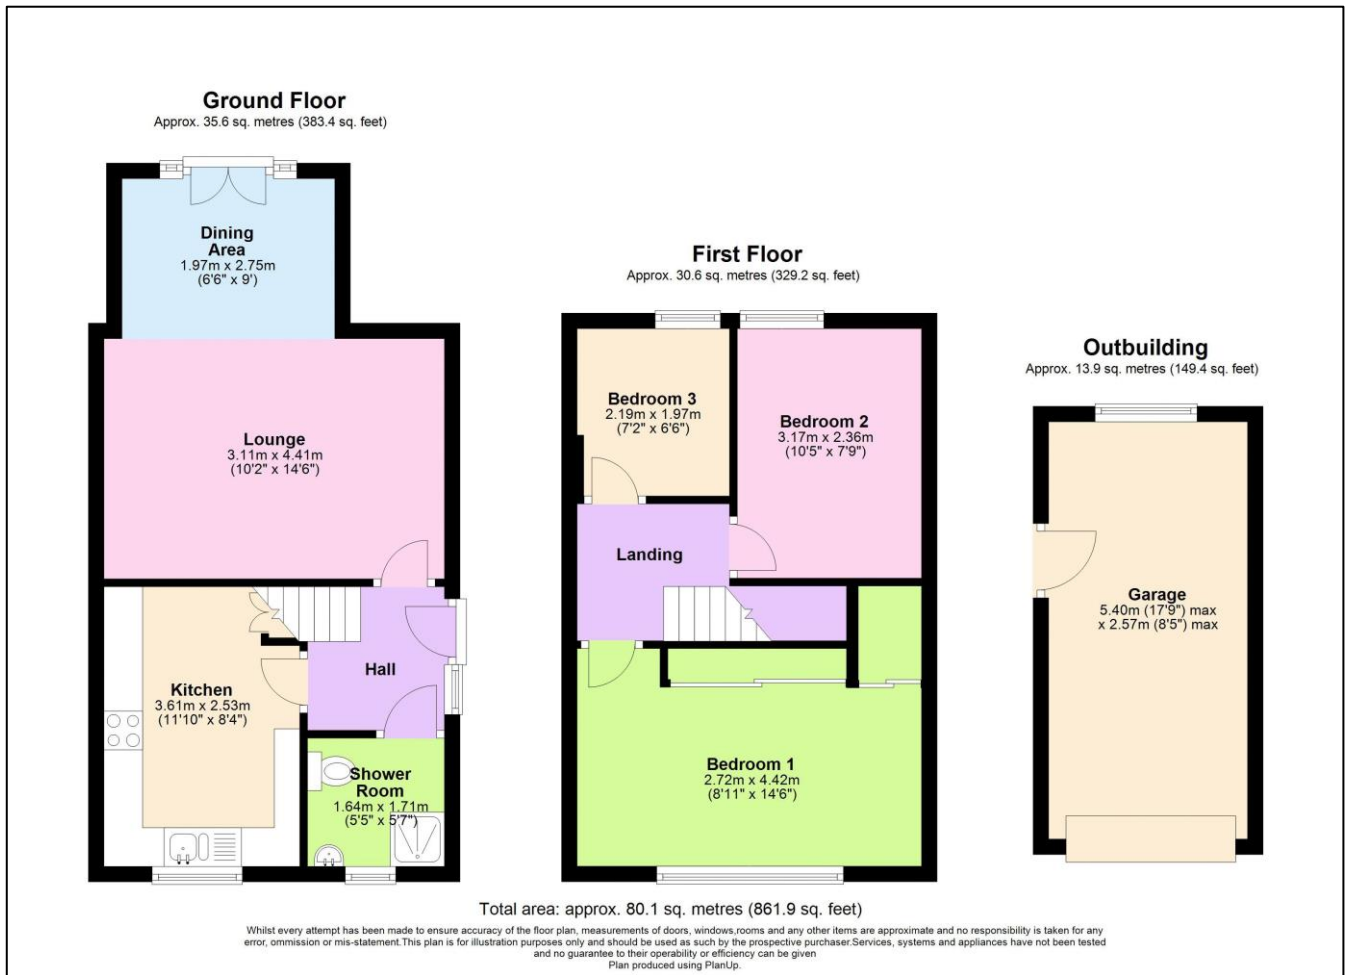 Ground Floor
Approx. 35.6 sq. metres (383.4 sq. feet)
Dining
Area
1.97m x 2.75m
(6'6" x 9')
Lounge
3.11m x 4.41m
(10'2" x 14'6")
Kitchen
3.61m x 2.53m
(11'10" x 8'4")
Hall
Shower
Room
1.64m x 1.71m
(5'5" x 5'7")
First Floor
Approx. 30.6 sq. metres (329.2 sq. feet)
Bedroom 3
2.19m x 1.97m
(7'2" x 6'6")
Bedroom 2
3.17m x 2.36m
(10'5" x 7'9")
Landing
Bedroom 1
2.72m x 4.42m
(8'11" x 14'6")
Outbuilding
Approx. 13.9 sq. metres (149.4 sq. feet)
Garage
5.40m (17'9") max
x 2.57m (8'5") max
Total area: approx. 80.1 sq. metres (861.9 sq. feet)
Whilst every attempt has been made to ensure accuracy of the floor plan, measurements of doors, windows,rooms and any other items are approximate and no responsibility is taken for any
error, ommission or mis-statement.This plan is for illustration purposes only and should be used as such by the prospective purchaser.Services, systems and appliances have not been tested
and no guarantee to their operability or efficiency can be given
Plan produced using PlanUp.